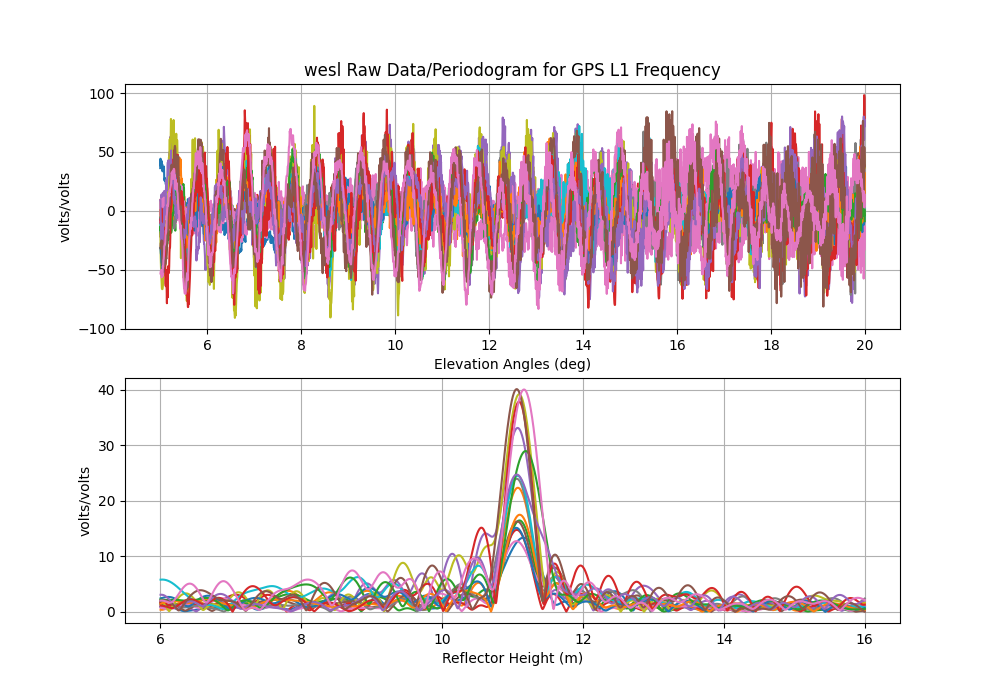 wesl Raw Data/Periodogram for GPS L1 Frequency
100
50
0
−50
−100
volts/volts
6 8 10 12 14 16 18 20
Elevation Angles (deg)
40
30
20
10
0
volts/volts
6 8 10 12 14 16
Reflector Height (m)